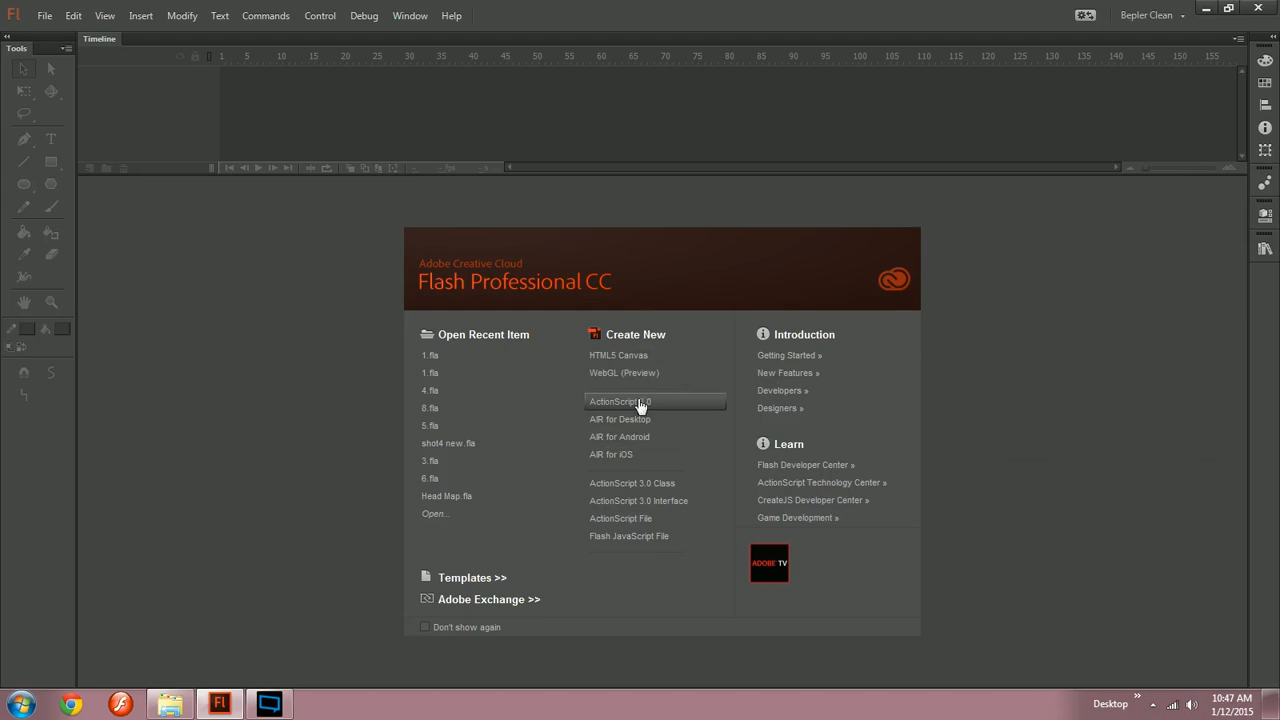 Fl File Edit View Insert Modify Text Commands Control Debug Window Help Bepler Clean
Tools Timeline
1 5 10 15 20 25 30 35 40 45 50 55 60 65 70 75 80 85 90 95 100 105 110 115 120 125 130 135 140 145 150 155
Adobe Creative Cloud
Flash Professional CC
Open Recent Item
1.fla
1.fla
4.fla
8.fla
5.fla
shot4 new.fla
3.fla
6.fla
Head Map.fla
Open...
Templates >>
Adobe Exchange >>
Don't show again
Create New
HTML5 Canvas
WebGL (Preview)
ActionScript 3.0
AIR for Desktop
AIR for Android
AIR for iOS
ActionScript 3.0 Class
ActionScript 3.0 Interface
ActionScript File
Flash JavaScript File
Introduction
Getting Started »
New Features »
Developers »
Designers »
Learn
Flash Developer Center »
ActionScript Technology Center »
CreateJS Developer Center »
Game Development »
ADOBE TV
Fl
Desktop
10:47 AM
1/12/2015